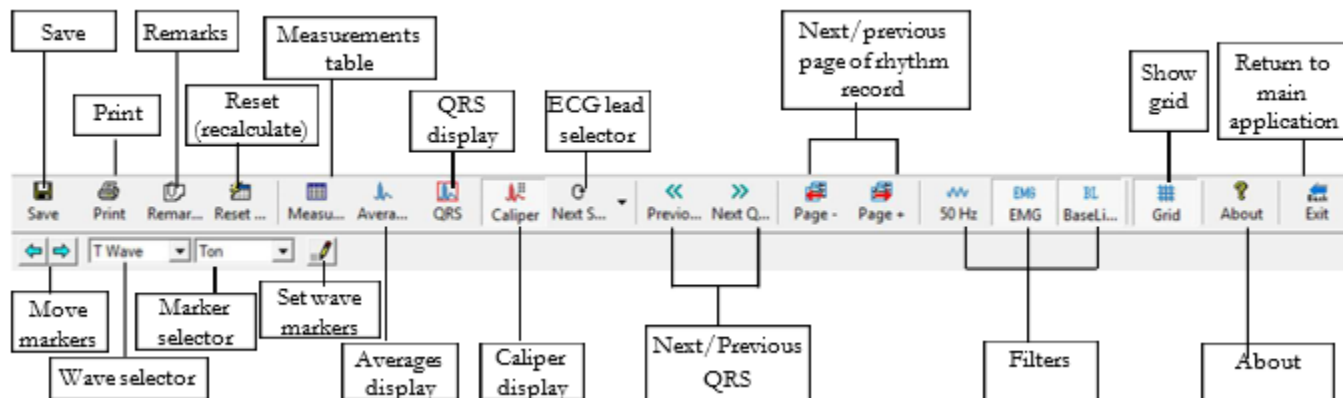 Save
Remarks
Measurements
table
Next/previous
page of rhythm
record
Show
grid
Return to
main
application
Print
Reset
(recalculate)
QRS
display
ECG lead
selector
Save
Print
Remar...
Reset ...
Measu...
Avera...
QRS
Caliper
Next S...
Previo...
Next Q...
Page -
Page +
50 Hz
EMG
EMG
BL
BaseLi...
Grid
About
Exit
T Wave
Ton
Move
markers
Marker
selector
Set wave
markers
Wave selector
Averages
display
Caliper
display
Next/Previous
QRS
Filters
About